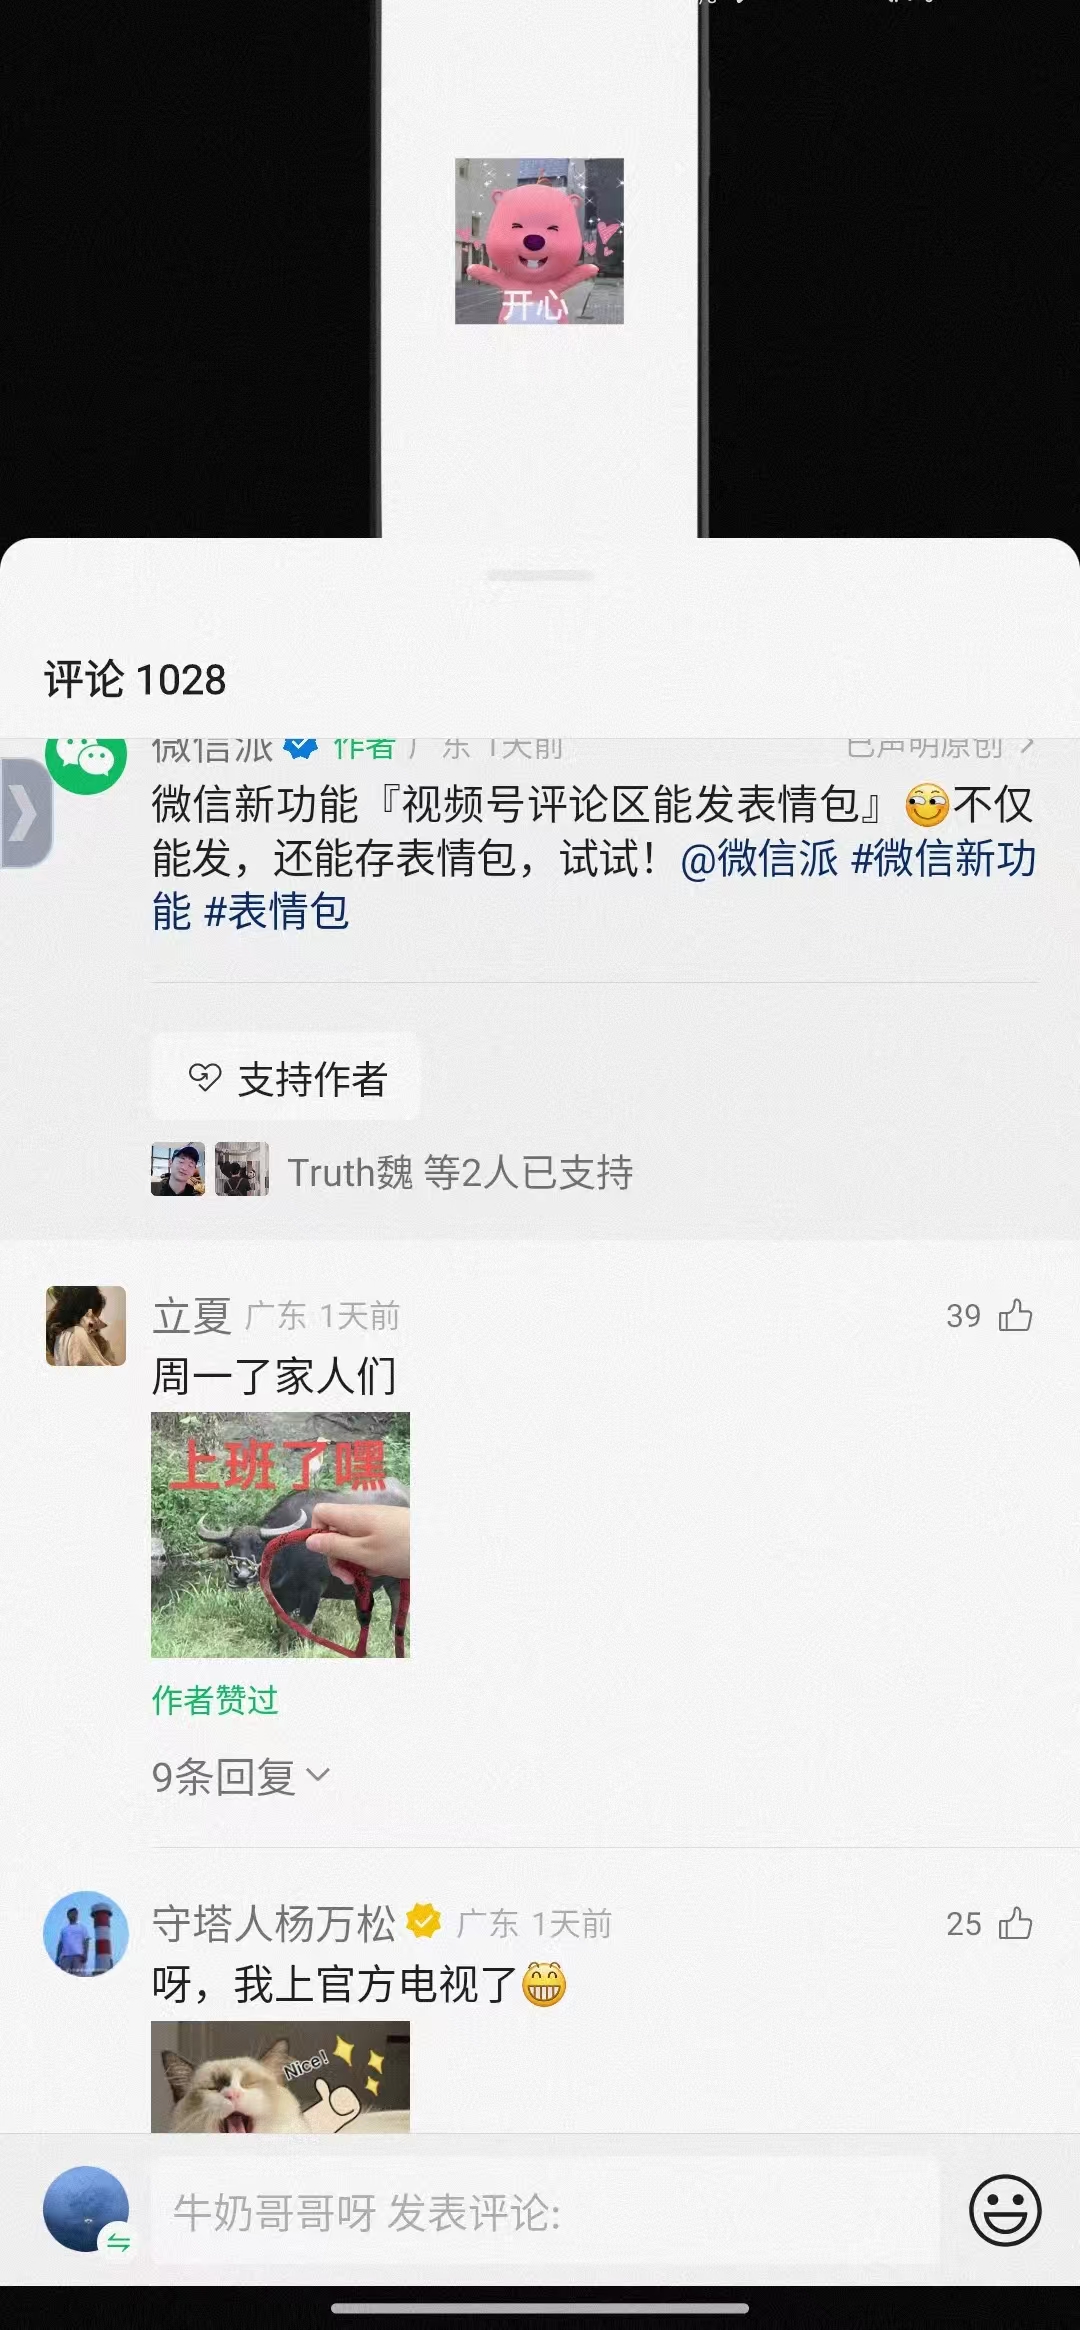 开心
评论 1028
微信派 作者 广东 1天前 已声明原创
微信新功能『视频号评论区能发表情包』不仅
能发，还能存表情包，试试！@微信派 #微信新功
能 #表情包
支持作者
Truth魏 等2人已支持
立夏 广东 1天前 39
周一了家人们
上班了嘿
作者赞过
9条回复
守塔人杨万松 广东 1天前 25
呀，我上官方电视了
Nice!
牛奶哥哥呀 发表评论: